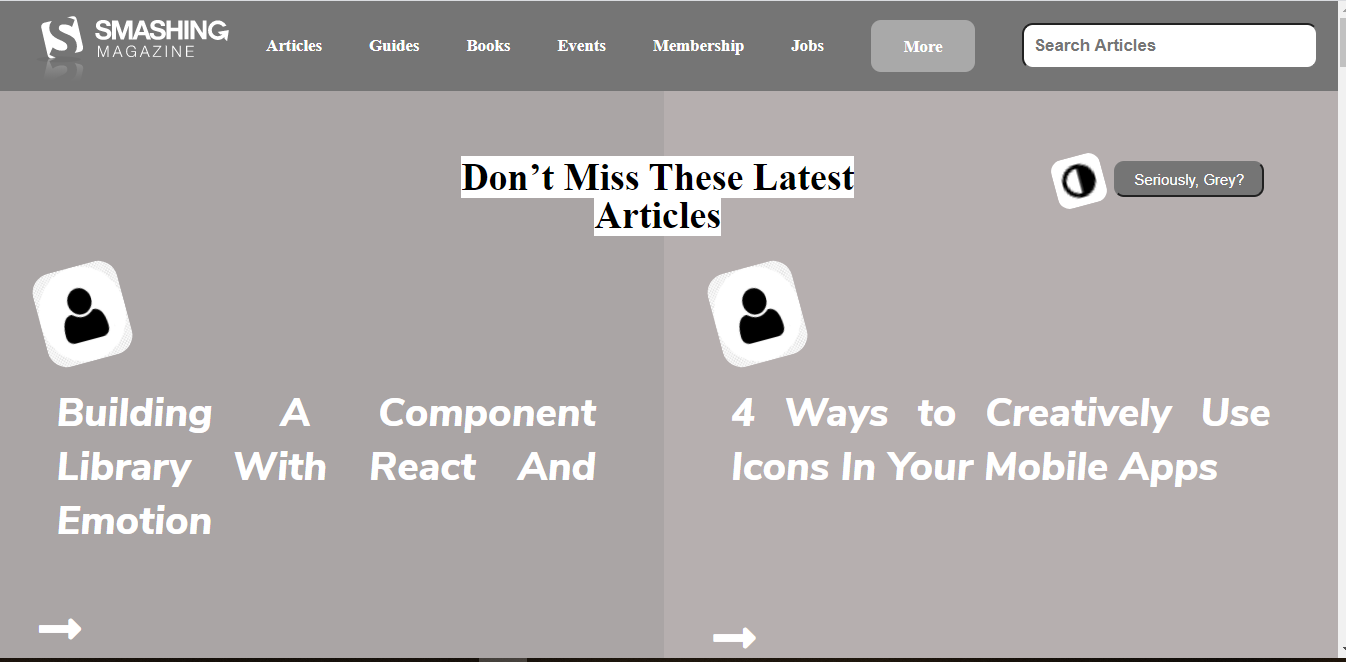 SMASHING
MAGAZINE
Articles Guides Books Events Membership Jobs More Search Articles
Don’t Miss These Latest
Articles
Seriously, Grey?
Building A Component
Library With React And
Emotion
4 Ways to Creatively Use
Icons In Your Mobile Apps